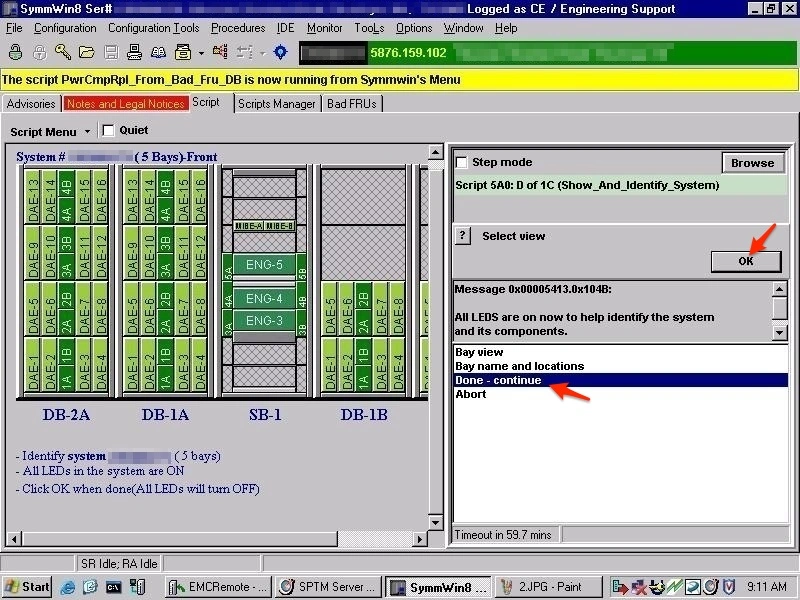 SymmWin8 Ser# Logged as CE / Engineering Support
File Configuration Configuration Tools Procedures IDE Monitor TooLs Options Window Help
5876.159.102
The script PwrCmpRpl_From_Bad_Fru_DB is now running from Symmwin's Menu
Advisories Notes and Legal Notices Script Scripts Manager Bad FRUs
Script Menu Quiet
System # ( 5 Bays)-Front
DAE-13 DAE-14 4B DAE-15 DAE-16 DAE-13 DAE-14 4B DAE-15 DAE-16
4A 4A
MIBE-A MIBE-B
DAE-9 DAE-10 3B DAE-11 DAE-12 DAE-9 DAE-10 3B DAE-11 DAE-12
3A 3A
5A ENG-5 5B
DAE-5 DAE-6 2B DAE-7 DAE-8 DAE-5 DAE-6 2B DAE-7 DAE-8 4A ENG-4 4B DAE-5 DAE-6 2B DAE-7 DAE-8
2A 2A 3A ENG-3 3B 2A
DAE-1 DAE-2 1B DAE-3 DAE-4 DAE-1 DAE-2 1B DAE-3 DAE-4 DAE-1 DAE-2 1B DAE-3 DAE-4
1A 1A 1A
DB-2A DB-1A SB-1 DB-1B
- Identify system ( 5 bays)
- All LEDs in the system are ON
- Click OK when done(All LEDs will turn OFF)
Step mode Browse
Script 5A0: D of 1C (Show_And_Identify_System)
? Select view
OK
Message 0x00005413.0x104B:
All LEDS are on now to help identify the system
and its components.
Bay view
Bay name and locations
Done - continue
Abort
Timeout in 59.7 mins
SR Idle; RA Idle
Start EMCRemote - ... SPTM Server ... SymmWin8 ... 2.JPG - Paint 9:11 AM